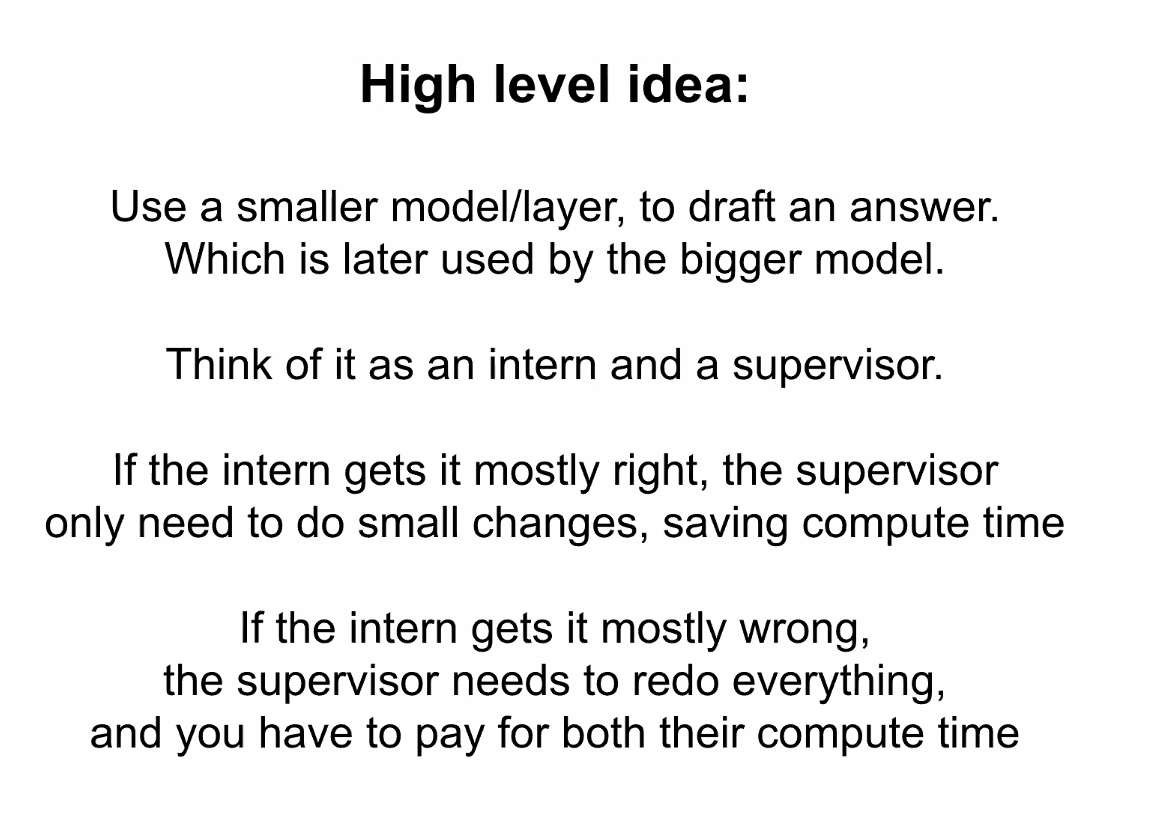 High level idea:
Use a smaller model/layer, to draft an answer.
Which is later used by the bigger model.
Think of it as an intern and a supervisor.
If the intern gets it mostly right, the supervisor
only need to do small changes, saving compute time
If the intern gets it mostly wrong,
the supervisor needs to redo everything,
and you have to pay for both their compute time